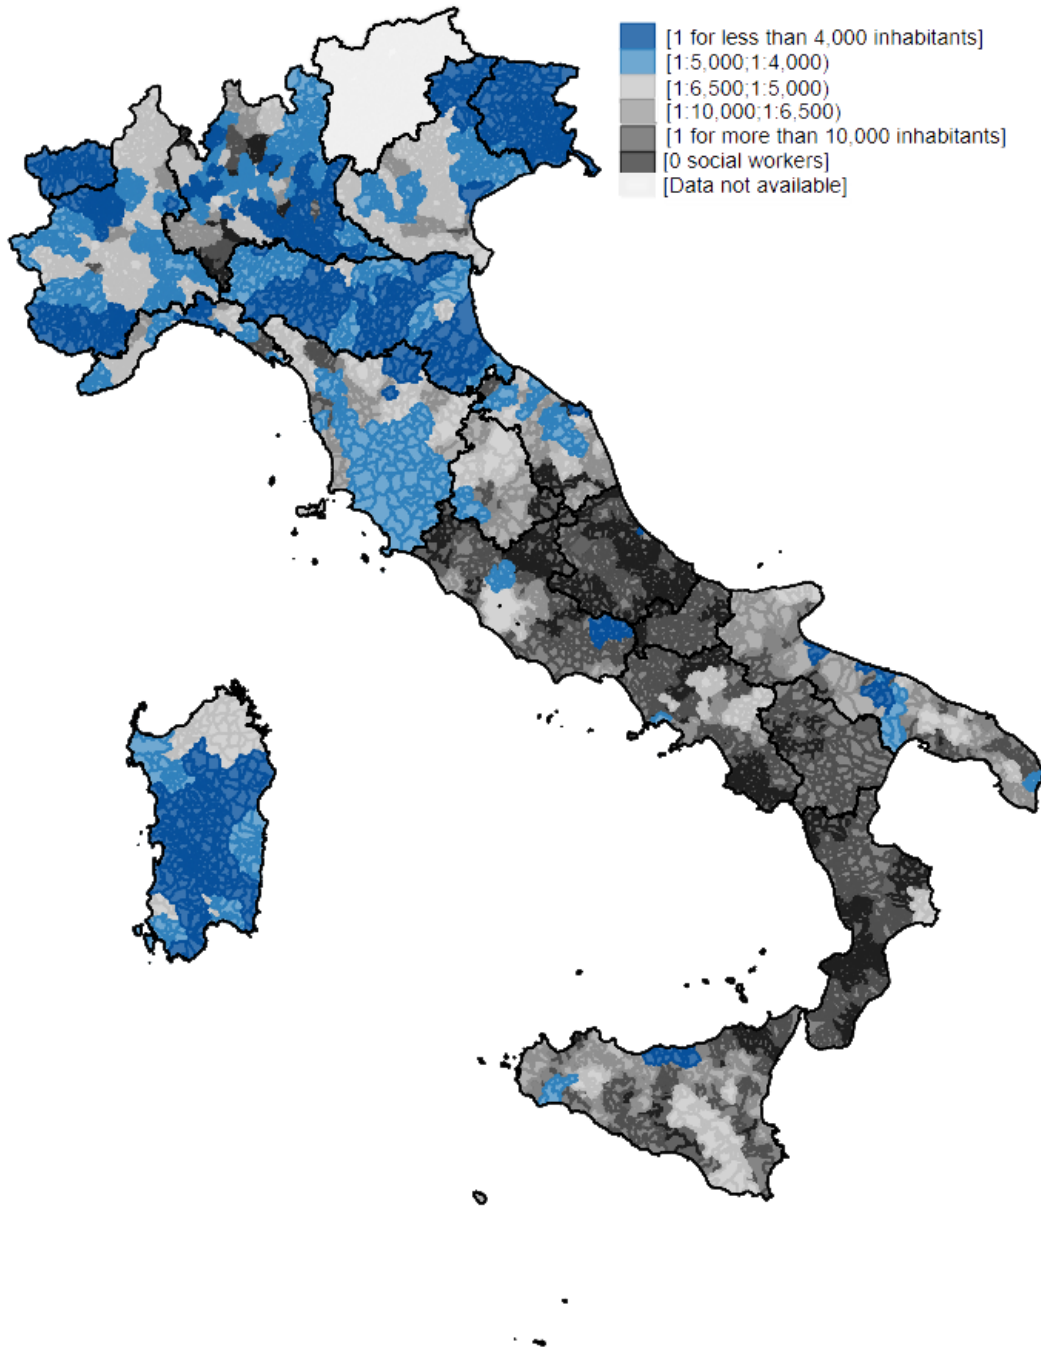 [1 for less than 4,000 inhabitants]
[1:5,000;1:4,000)
[1:6,500;1:5,000)
[1:10,000;1:6,500)
[1 for more than 10,000 inhabitants]
[0 social workers]
[Data not available]